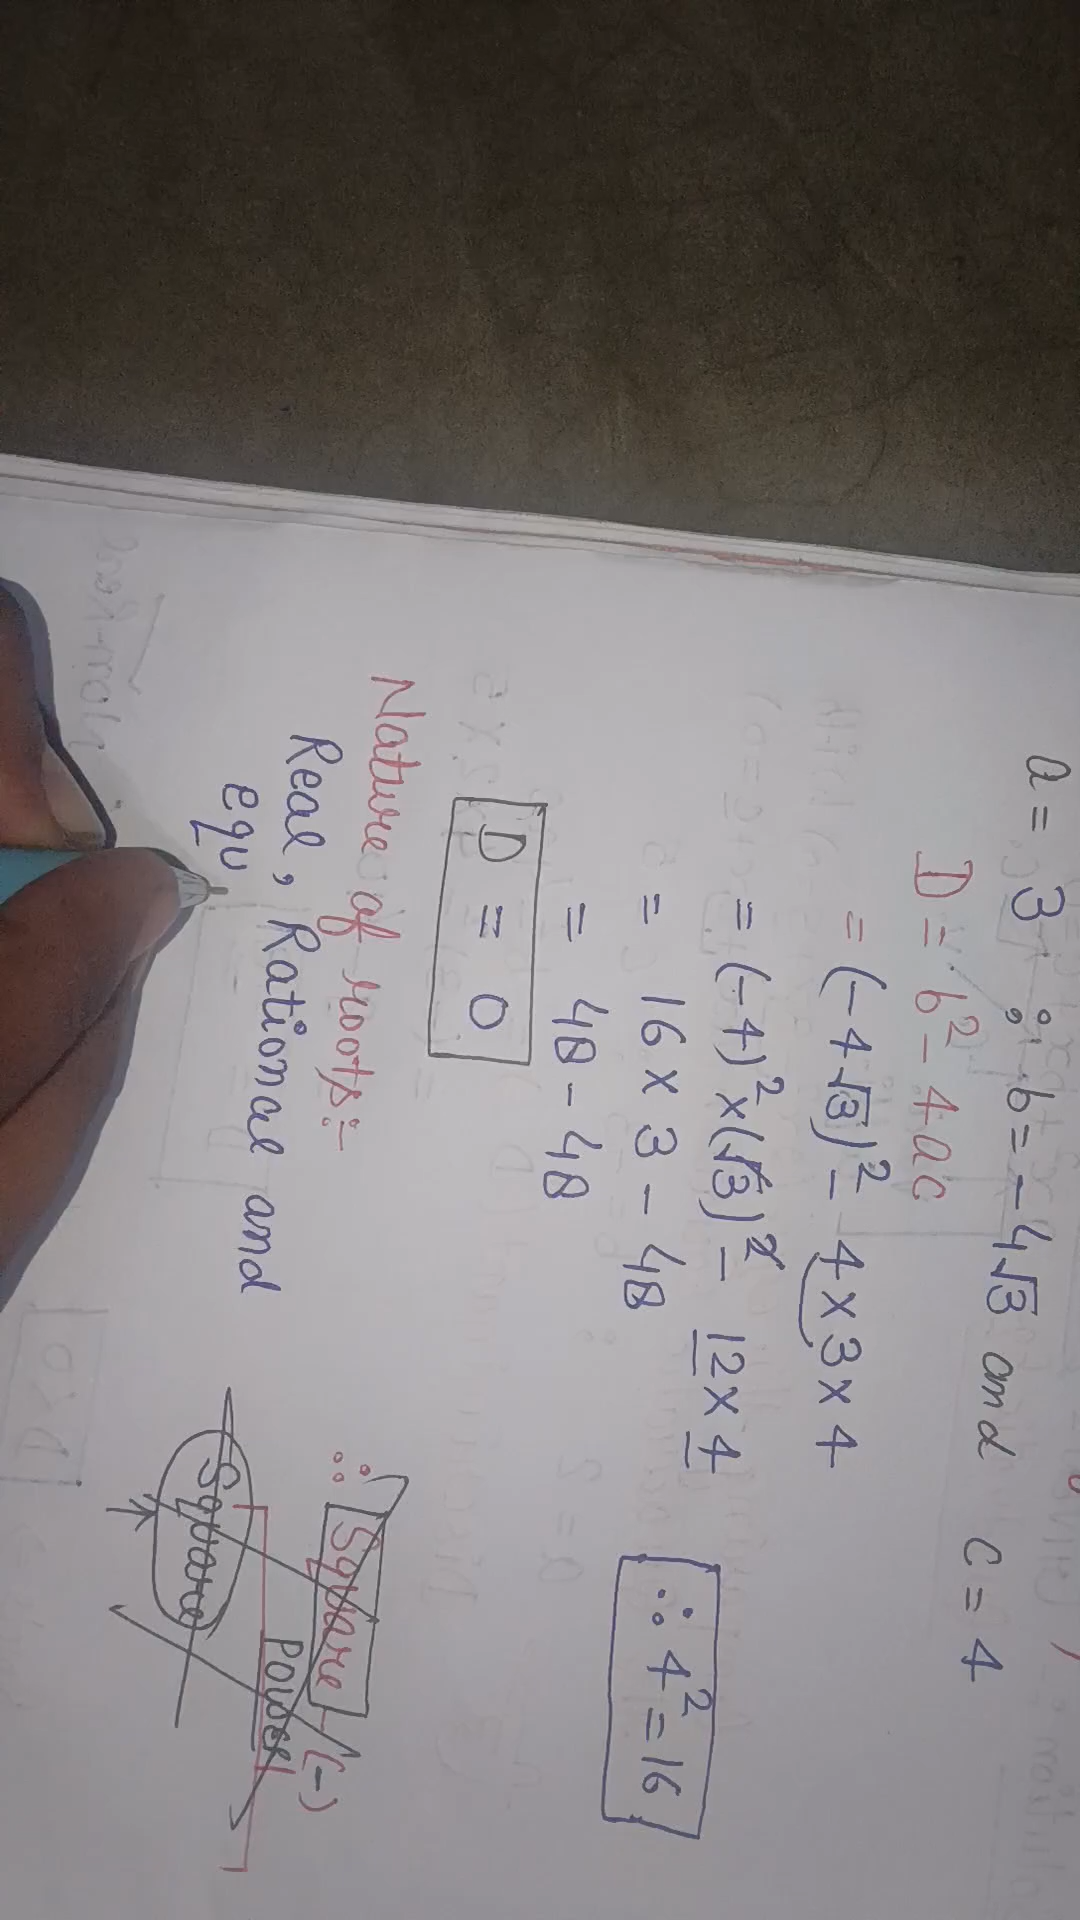 a = 3 ; b = -4√3 and c = 4
D = b² - 4ac
= (-4√3)² - 4×3×4
= (-4)²×(√3)² - 12×4
= 16 × 3 - 48
∴ 4² = 16
= 48 - 48
D = 0
Nature of roots:-
Real, Rational and
equ
∴ Square (-)
Power
Square
D < 0